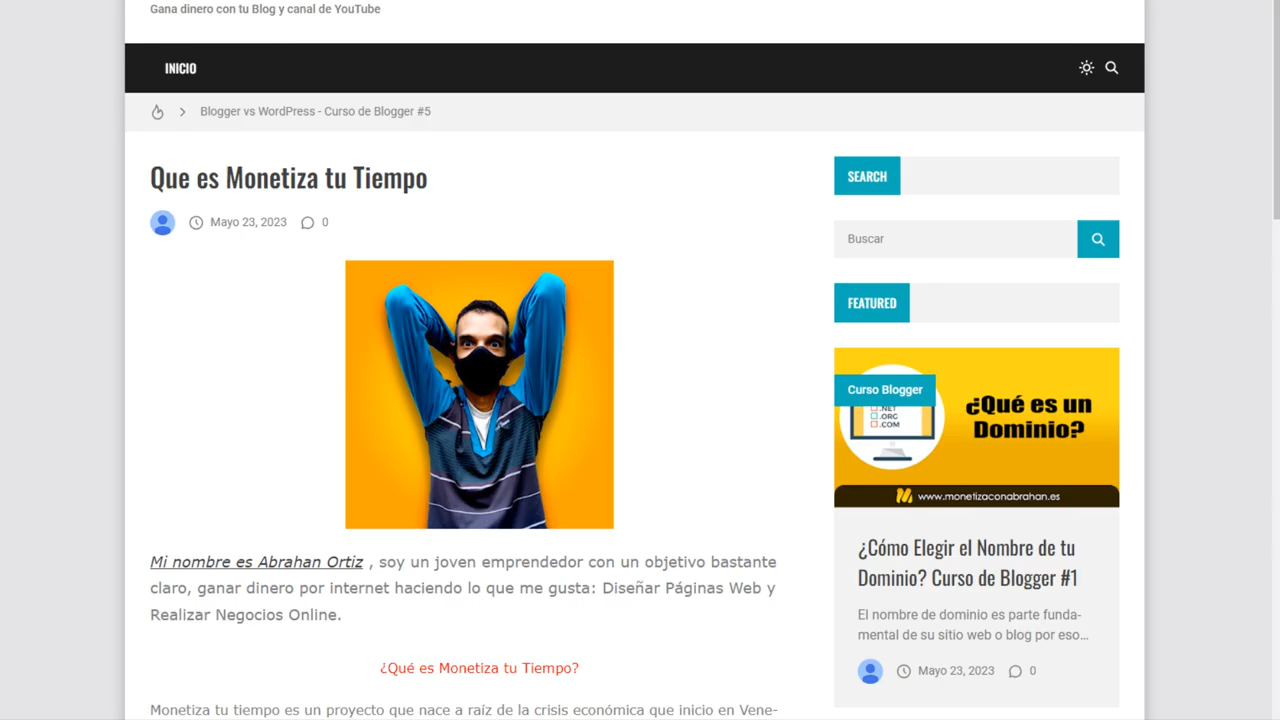 Gana dinero con tu Blog y canal de YouTube
INICIO
Blogger vs WordPress - Curso de Blogger #5
Que es Monetiza tu Tiempo
Mayo 23, 2023 0
Mi nombre es Abrahan Ortiz , soy un joven emprendedor con un objetivo bastante
claro, ganar dinero por internet haciendo lo que me gusta: Diseñar Páginas Web y
Realizar Negocios Online.
¿Qué es Monetiza tu Tiempo?
Monetiza tu tiempo es un proyecto que nace a raíz de la crisis económica que inicio en Vene-
SEARCH
Buscar
FEATURED
Curso Blogger
.NET
.ORG
.COM
¿Qué es un
Dominio?
www.monetizaconabrahan.es
¿Cómo Elegir el Nombre de tu
Dominio? Curso de Blogger #1
El nombre de dominio es parte funda-
mental de su sitio web o blog por eso…
Mayo 23, 2023 0